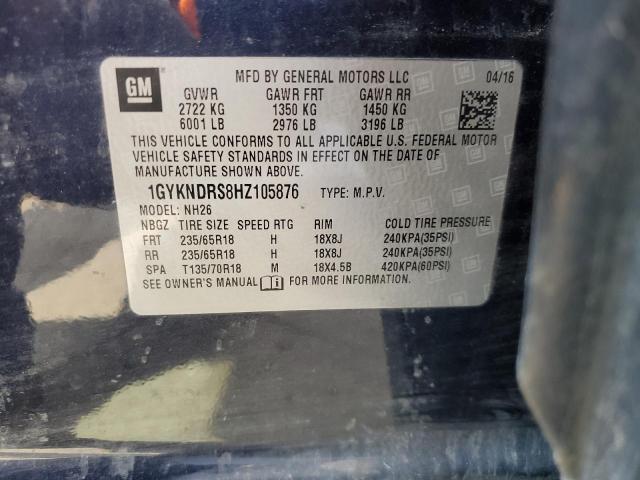 GM
MFD BY GENERAL MOTORS LLC 04/16
GVWR GAWR FRT GAWR RR
2722 KG 1350 KG 1450 KG
6001 LB 2976 LB 3196 LB
THIS VEHICLE CONFORMS TO ALL APPLICABLE U.S. FEDERAL MOTOR
VEHICLE SAFETY STANDARDS IN EFFECT ON THE DATE OF
MANUFACTURE SHOWN ABOVE.
1GYKNDRS8HZ105876 TYPE: M.P.V.
MODEL: NH26
NBGZ TIRE SIZE SPEED RTG RIM COLD TIRE PRESSURE
FRT 235/65R18 H 18X8J 240KPA(35PSI)
RR 235/65R18 H 18X8J 240KPA(35PSI)
SPA T135/70R18 M 18X4.5B 420KPA(60PSI)
SEE OWNER'S MANUAL FOR MORE INFORMATION.